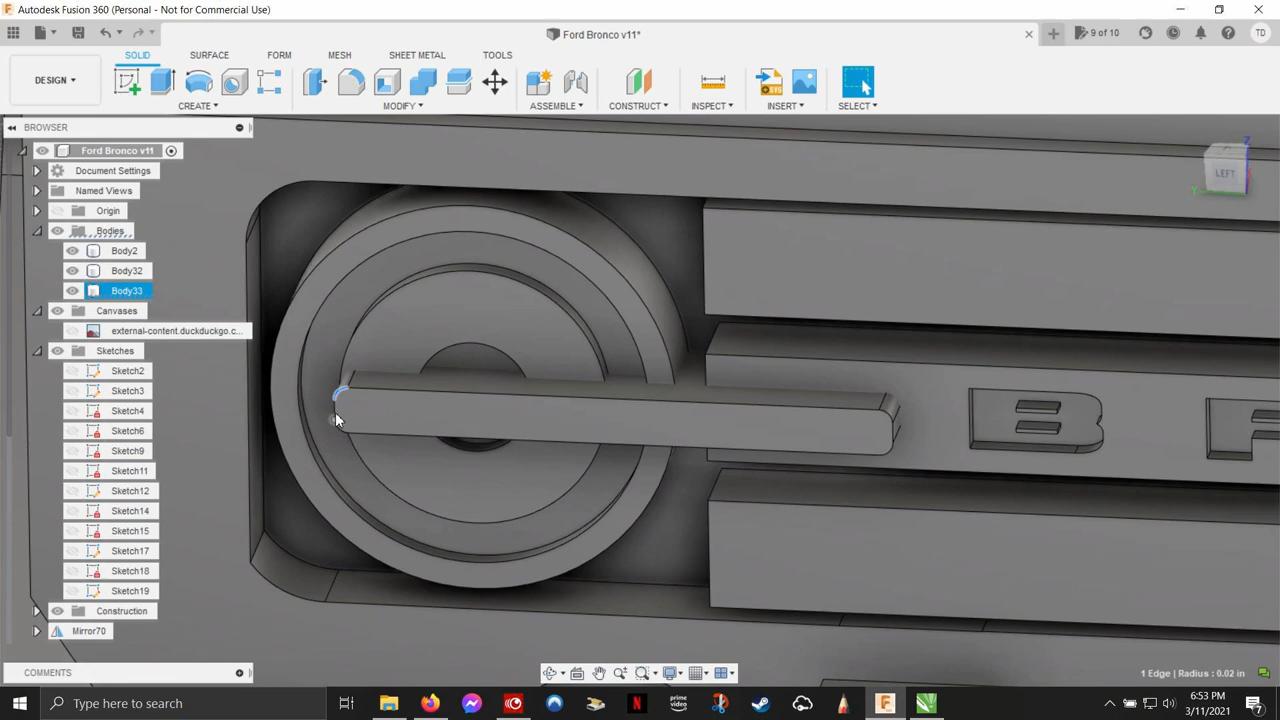 Autodesk Fusion 360 (Personal - Not for Commercial Use)
Ford Bronco v11*
9 of 10
TD
SOLID SURFACE FORM MESH SHEET METAL TOOLS
DESIGN
CREATE MODIFY ASSEMBLE CONSTRUCT INSPECT INSERT SELECT
BROWSER
Ford Bronco v11
Document Settings
Named Views
Origin
Bodies
Body2
Body32
Body33
Canvases
external-content.duckduckgo.c...
Sketches
Sketch2
Sketch3
Sketch4
Sketch6
Sketch9
Sketch11
Sketch12
Sketch14
Sketch15
Sketch17
Sketch18
Sketch19
Construction
Mirror70
Z
LEFT
Y
B
COMMENTS
1 Edge | Radius : 0.02 in
Type here to search
6:53 PM
3/11/2021